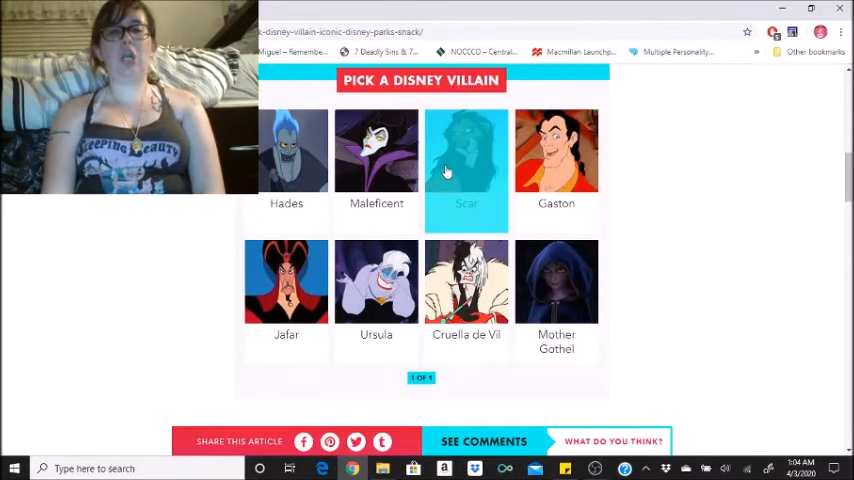 k-disney-villain-iconic-disney-parks-snack/
Miguel – Remembe...
7 Deadly Sins & 7...
NOCCCD – Central...
Macmillan Launchp...
Multiple Personality...
»
Other bookmarks
PICK A DISNEY VILLAIN
Hades
Maleficent
Scar
Gaston
Jafar
Ursula
Cruella de Vil
Mother
Gothel
1 OF 1
SHARE THIS ARTICLE
SEE COMMENTS
WHAT DO YOU THINK?
Sleeping Beauty
Type here to search
1:04 AM
4/3/2020